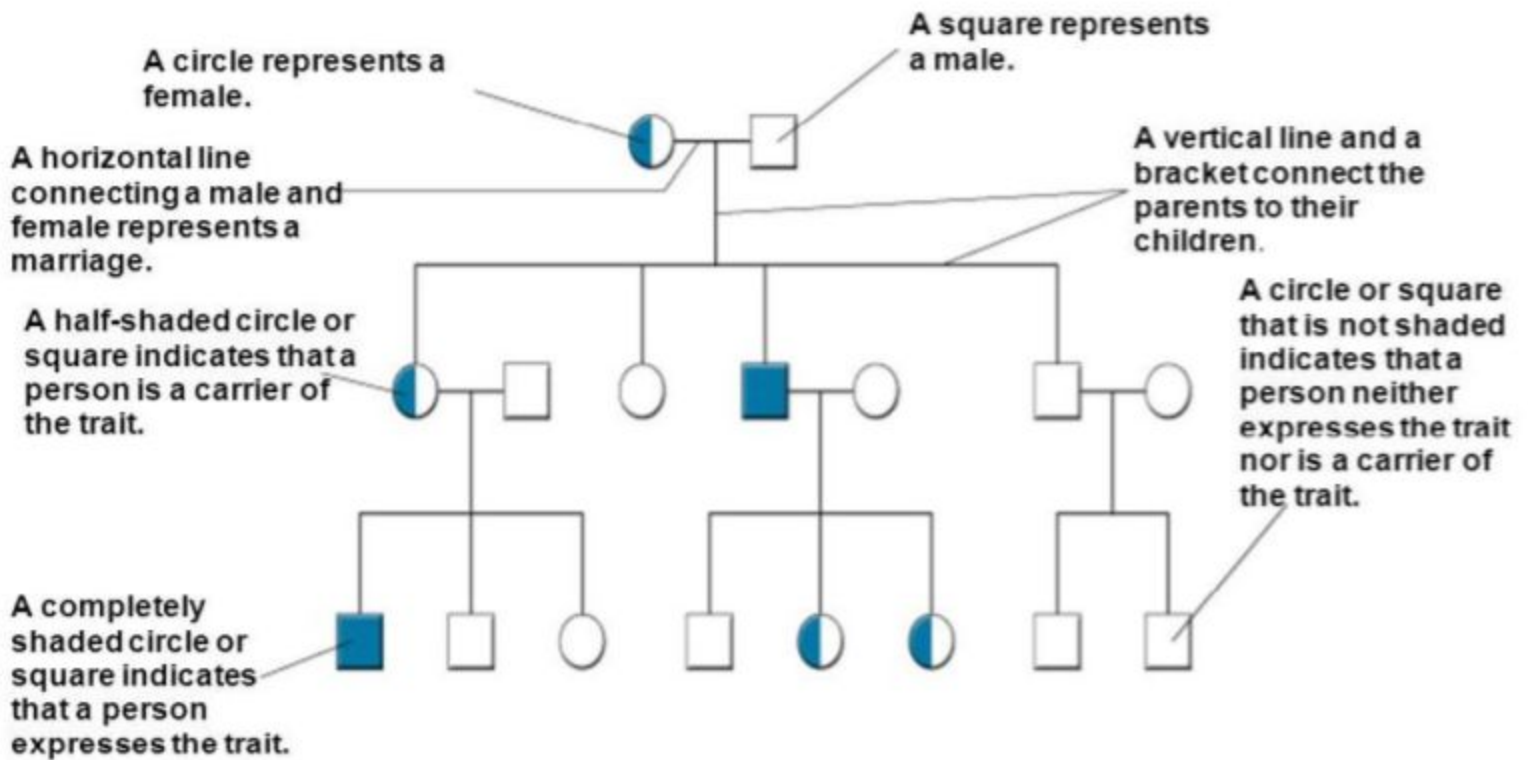 A circle represents a
female.
A square represents
a male.
A horizontal line
connecting a male and
female represents a
marriage.
A vertical line and a
bracket connect the
parents to their
children.
A half-shaded circle or
square indicates that a
person is a carrier of
the trait.
A circle or square
that is not shaded
indicates that a
person neither
expresses the trait
nor is a carrier of
the trait.
A completely
shaded circle or
square indicates
that a person
expresses the trait.